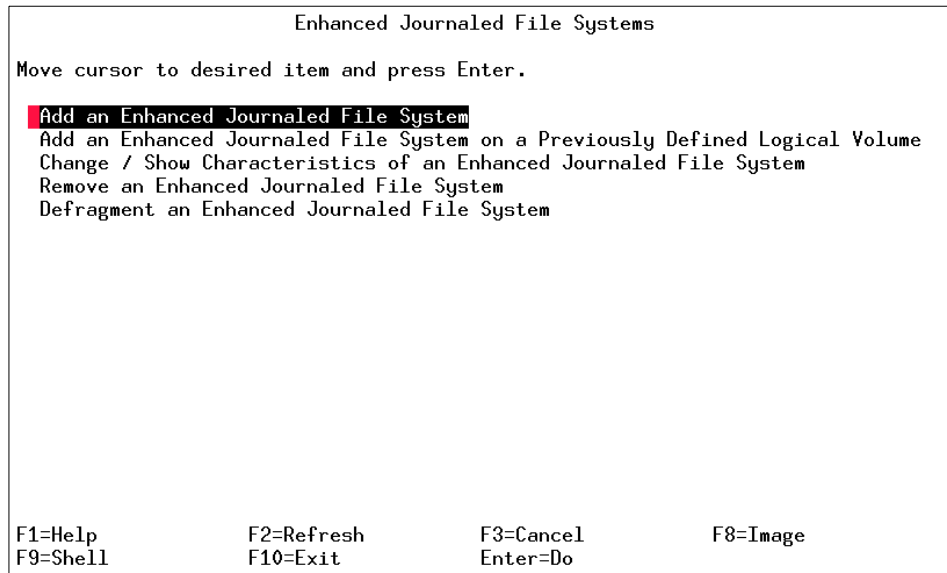 Enhanced Journaled File Systems
Move cursor to desired item and press Enter.
Add an Enhanced Journaled File System
Add an Enhanced Journaled File System on a Previously Defined Logical Volume
Change / Show Characteristics of an Enhanced Journaled File System
Remove an Enhanced Journaled File System
Defragment an Enhanced Journaled File System
F1=Help F2=Refresh F3=Cancel F8=Image
F9=Shell F10=Exit Enter=Do